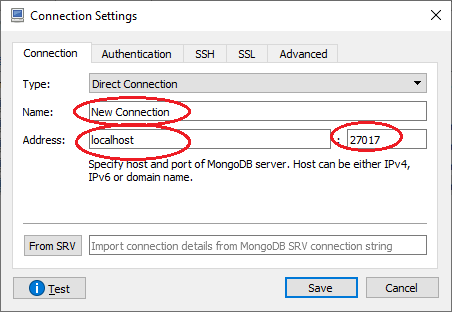 Connection Settings
Connection Authentication SSH SSL Advanced
Type: Direct Connection
Name: New Connection
Address: localhost : 27017
Specify host and port of MongoDB server. Host can be either IPv4,
IPv6 or domain name.
From SRV Import connection details from MongoDB SRV connection string
Test Save Cancel